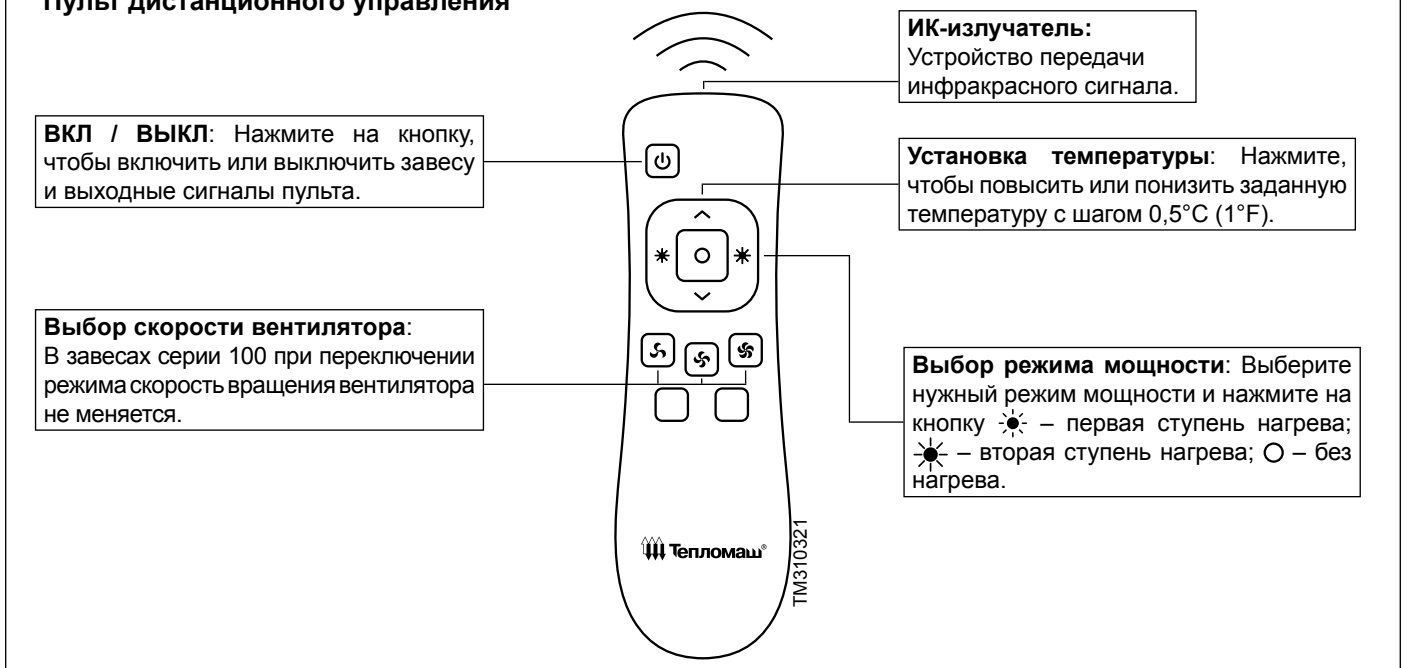 Пульт дистанционного управления
ИК-излучатель:
Устройство передачи
инфракрасного сигнала.
ВКЛ / ВЫКЛ: Нажмите на кнопку,
чтобы включить или выключить завесу
и выходные сигналы пульта.
Установка температуры: Нажмите,
чтобы повысить или понизить заданную
температуру с шагом 0,5°C (1°F).
Выбор скорости вентилятора:
В завесах серии 100 при переключении
режима скорость вращения вентилятора
не меняется.
Выбор режима мощности: Выберите
нужный режим мощности и нажмите на
кнопку – первая ступень нагрева;
– вторая ступень нагрева; – без
нагрева.
Тепломаш®
TM310321